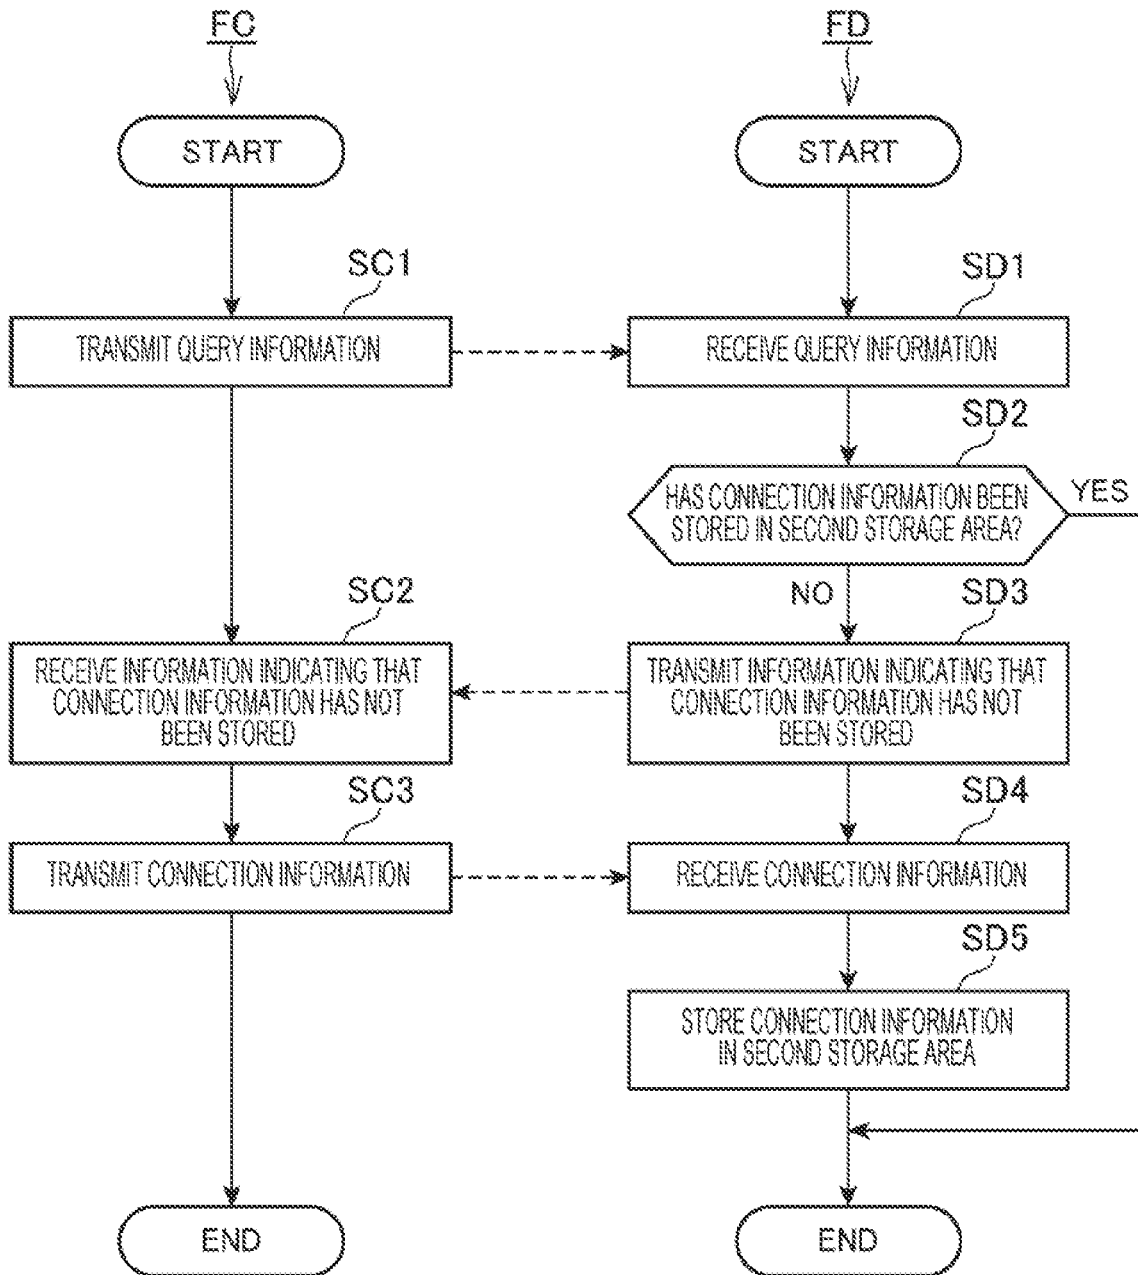 FC
FD
START
START
SC1
SD1
TRANSMIT QUERY INFORMATION
RECEIVE QUERY INFORMATION
SD2
HAS CONNECTION INFORMATION BEEN
STORED IN SECOND STORAGE AREA?
YES
NO
SC2
SD3
RECEIVE INFORMATION INDICATING THAT
CONNECTION INFORMATION HAS NOT
BEEN STORED
TRANSMIT INFORMATION INDICATING THAT
CONNECTION INFORMATION HAS NOT
BEEN STORED
SC3
SD4
TRANSMIT CONNECTION INFORMATION
RECEIVE CONNECTION INFORMATION
SD5
STORE CONNECTION INFORMATION
IN SECOND STORAGE AREA
END
END